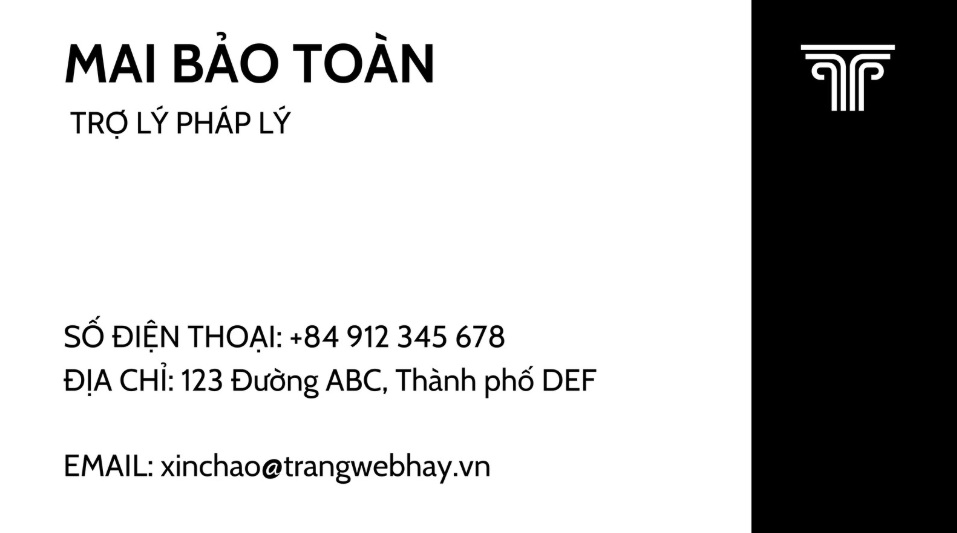 MAI BẢO TOÀN
TRỢ LÝ PHÁP LÝ
SỐ ĐIỆN THOẠI: +84 912 345 678
ĐỊA CHỈ: 123 Đường ABC, Thành phố DEF
EMAIL: xinchao@trangwebhay.vn